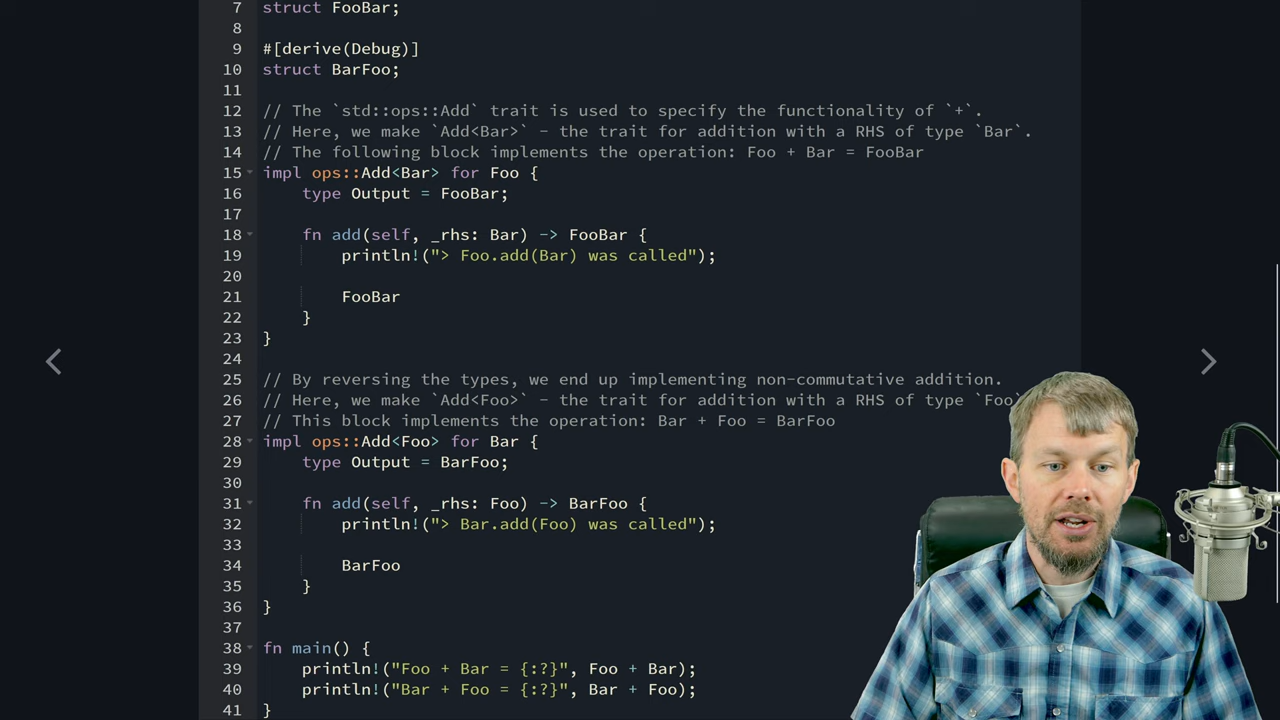 7 struct FooBar;
8
9 #[derive(Debug)]
10 struct BarFoo;
11
12 // The `std::ops::Add` trait is used to specify the functionality of `+`.
13 // Here, we make `Add<Bar>` - the trait for addition with a RHS of type `Bar`.
14 // The following block implements the operation: Foo + Bar = FooBar
15 impl ops::Add<Bar> for Foo {
16     type Output = FooBar;
17
18     fn add(self, _rhs: Bar) -> FooBar {
19         println!("> Foo.add(Bar) was called");
20
21         FooBar
22     }
23 }
24
25 // By reversing the types, we end up implementing non-commutative addition.
26 // Here, we make `Add<Foo>` - the trait for addition with a RHS of type `Foo`
27 // This block implements the operation: Bar + Foo = BarFoo
28 impl ops::Add<Foo> for Bar {
29     type Output = BarFoo;
30
31     fn add(self, _rhs: Foo) -> BarFoo {
32         println!("> Bar.add(Foo) was called");
33
34         BarFoo
35     }
36 }
37
38 fn main() {
39     println!("Foo + Bar = {:?}", Foo + Bar);
40     println!("Bar + Foo = {:?}", Bar + Foo);
41 }